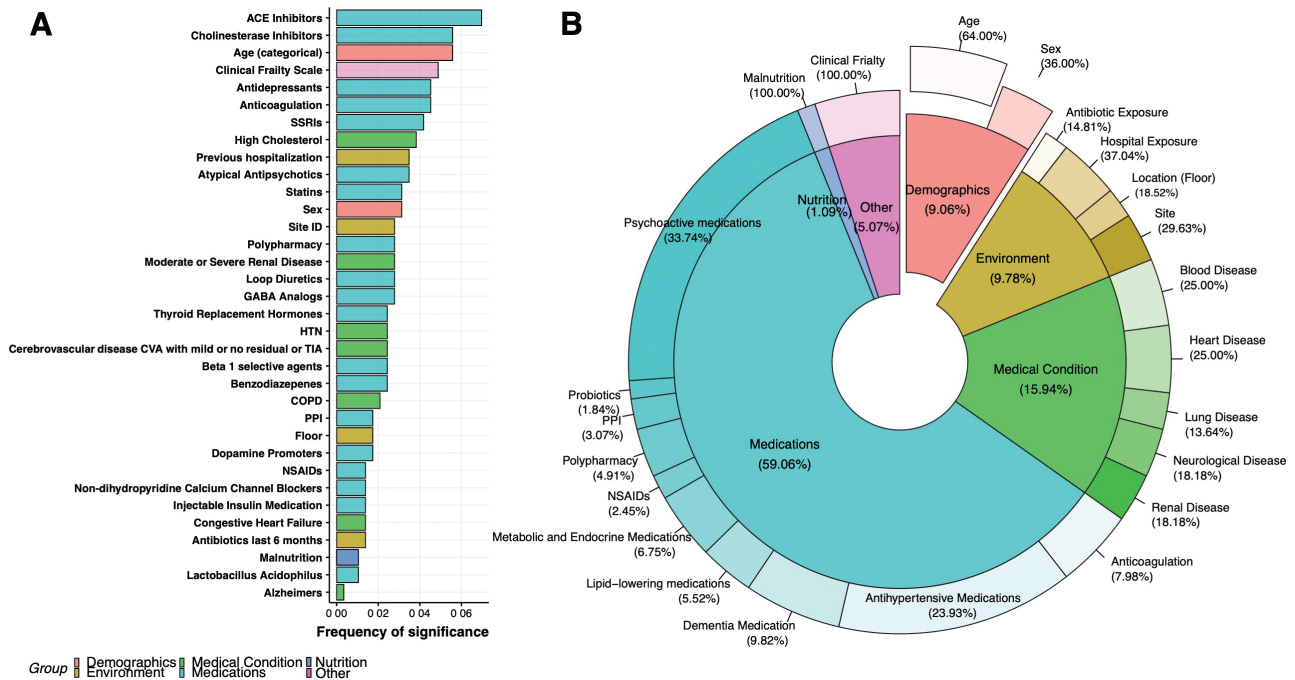 A
ACE Inhibitors
Cholinesterase Inhibitors
Age (categorical)
Clinical Frailty Scale
Antidepressants
Anticoagulation
SSRIs
High Cholesterol
Previous hospitalization
Atypical Antipsychotics
Statins
Sex
Site ID
Polypharmacy
Moderate or Severe Renal Disease
Loop Diuretics
GABA Analogs
Thyroid Replacement Hormones
HTN
Cerebrovascular disease CVA with mild or no residual or TIA
Beta 1 selective agents
Benzodiazepenes
COPD
PPI
Floor
Dopamine Promoters
NSAIDs
Non-dihydropyridine Calcium Channel Blockers
Injectable Insulin Medication
Congestive Heart Failure
Antibiotics last 6 months
Malnutrition
Lactobacillus Acidophilus
Alzheimers
0 00 0 02 0 04 0 06
Frequency of significance
Group
Demographics
Environment
Medical Condition
Medications
Nutrition
Other
B
Age
(64.00%)
Sex
(36.00%)
Antibiotic Exposure
(14.81%)
Hospital Exposure
(37.04%)
Location (Floor)
(18.52%)
Site
(29.63%)
Blood Disease
(25.00%)
Heart Disease
(25.00%)
Lung Disease
(13.64%)
Neurological Disease
(18.18%)
Renal Disease
(18.18%)
Anticoagulation
(7.98%)
Antihypertensive Medications
(23.93%)
Dementia Medication
(9.82%)
Lipid−lowering medications
(5.52%)
Metabolic and Endocrine Medications
(6.75%)
NSAIDs
(2.45%)
Polypharmacy
(4.91%)
PPI
(3.07%)
Probiotics
(1.84%)
Psychoactive medications
(33.74%)
Malnutrition
(100.00%)
Clinical Frialty
(100.00%)
Demographics
(9.06%)
Environment
(9.78%)
Medical Condition
(15.94%)
Medications
(59.06%)
Nutrition
(1.09%)
Other
(5.07%)